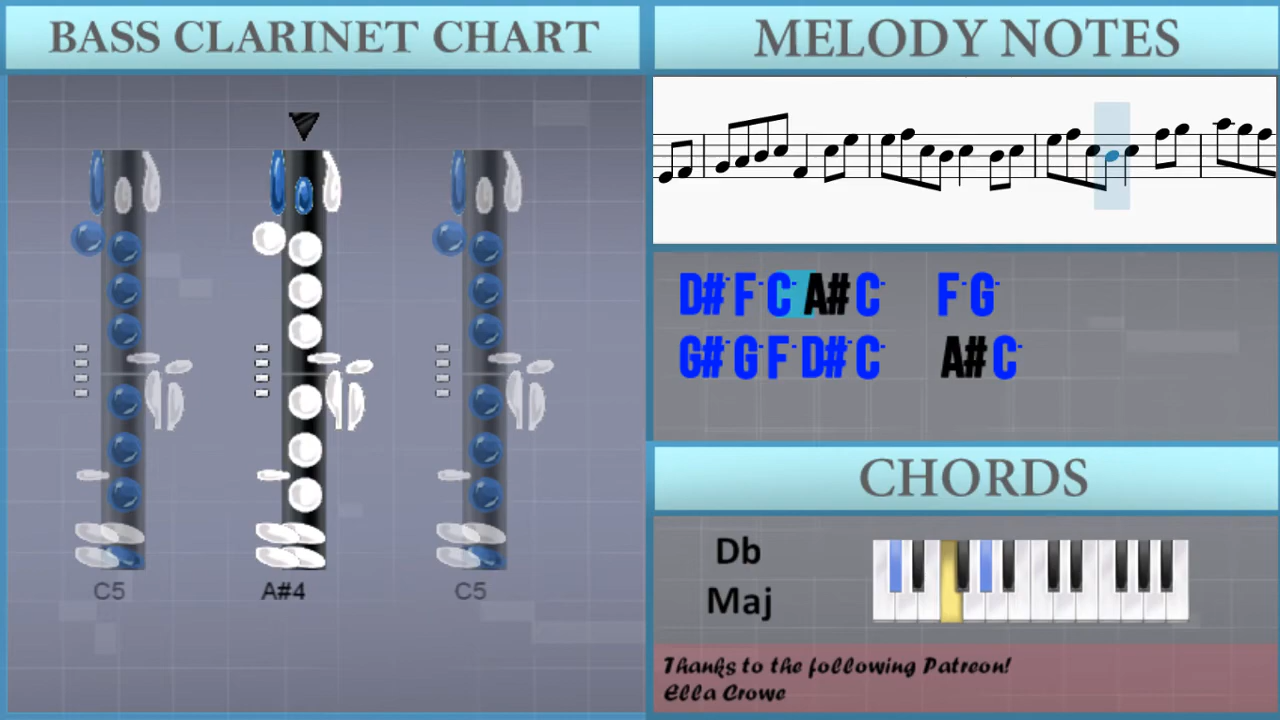 BASS CLARINET CHART
C5
A#4
C5
MELODY NOTES
D# F C A# C F G
G# G F D# C A# C
CHORDS
Db
Maj
Thanks to the following Patreon!
Ella Crowe